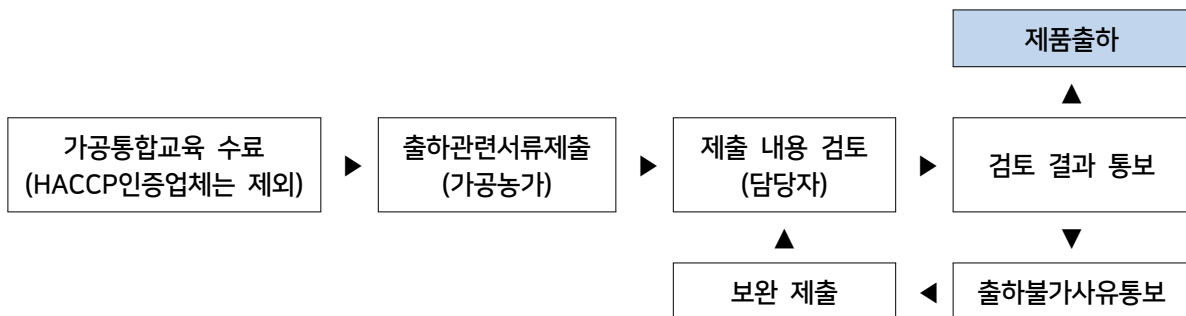 제품출하
▲
가공통합교육 수료
(HACCP인증업체는 제외)
▶
출하관련서류제출
(가공농가)
▶
제출 내용 검토
(담당자)
▶
검토 결과 통보
▲
▼
보완 제출
◀
출하불가사유통보